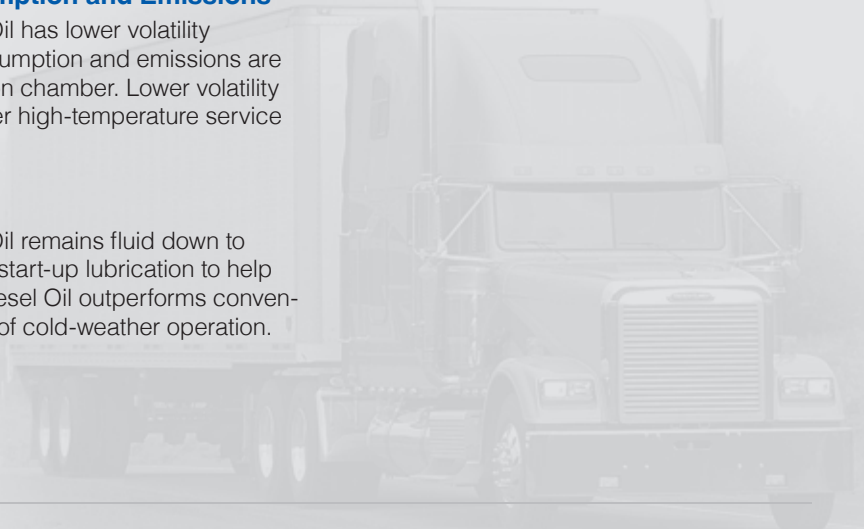 mption and Emissions
Oil has lower volatility
umption and emissions are
n chamber. Lower volatility
er high-temperature service
Oil remains fluid down to
start-up lubrication to help
esel Oil outperforms conven-
of cold-weather operation.